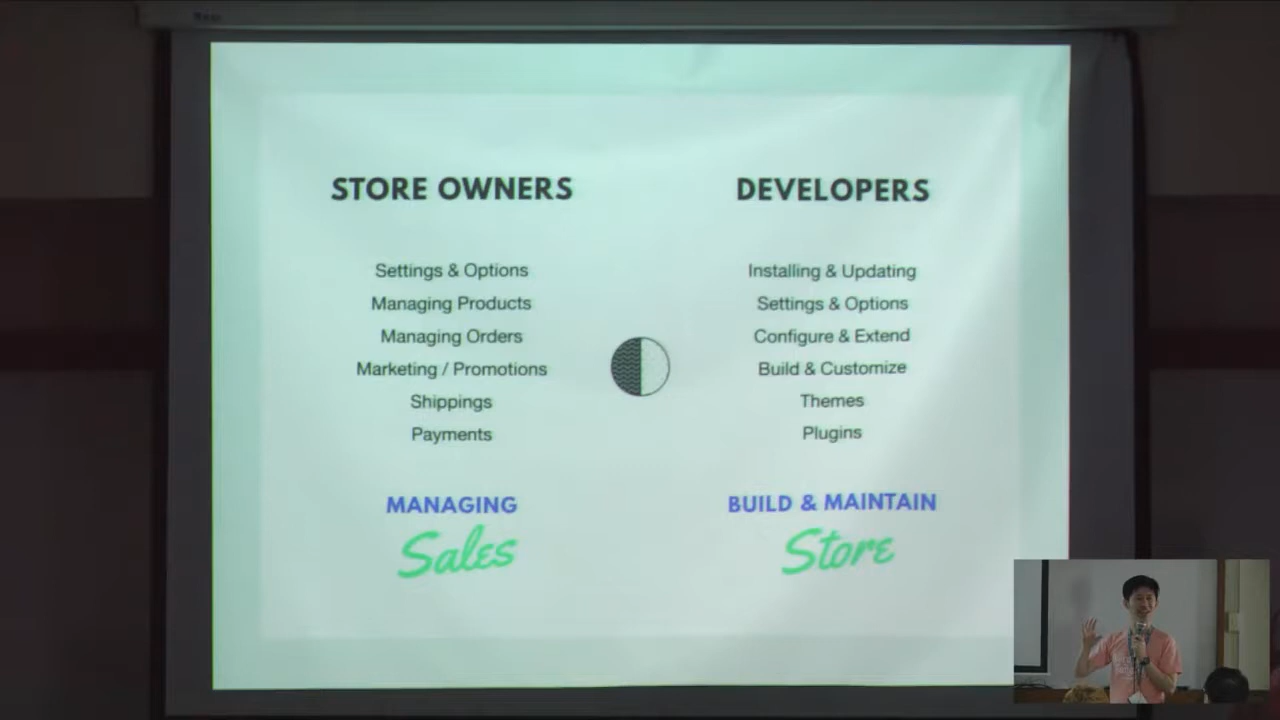 STORE OWNERS
Settings & Options
Managing Products
Managing Orders
Marketing / Promotions
Shippings
Payments
MANAGING
Sales
DEVELOPERS
Installing & Updating
Settings & Options
Configure & Extend
Build & Customize
Themes
Plugins
BUILD & MAINTAIN
Store